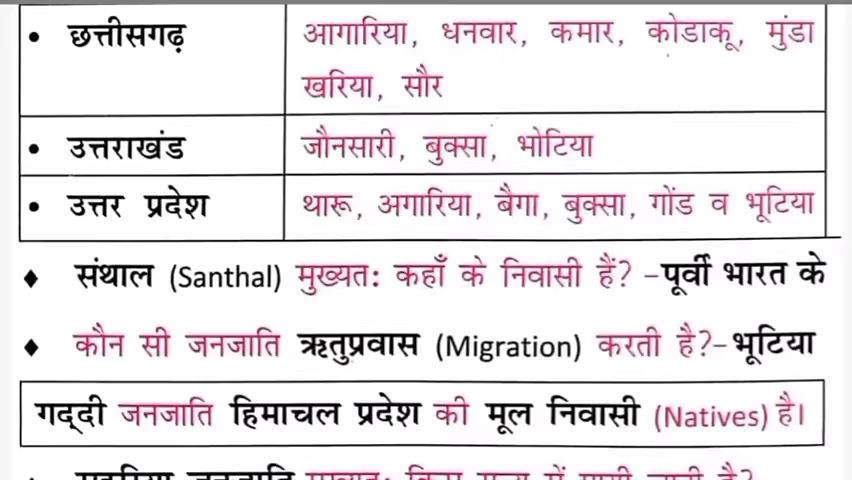 • छत्तीसगढ़ आगारिया, धनवार, कमार, कोडाकू, मुंडा
खरिया, सौर
• उत्तराखंड जौनसारी, बुक्सा, भोटिया
• उत्तर प्रदेश थारू, अगारिया, बैगा, बुक्सा, गोंड व भूटिया
♦ संथाल (Santhal) मुख्यत: कहाँ के निवासी हैं? –पूर्वी भारत के
♦ कौन सी जनजाति ऋतुप्रवास (Migration) करती है?–भूटिया
गद्दी जनजाति हिमाचल प्रदेश की मूल निवासी (Natives) है।